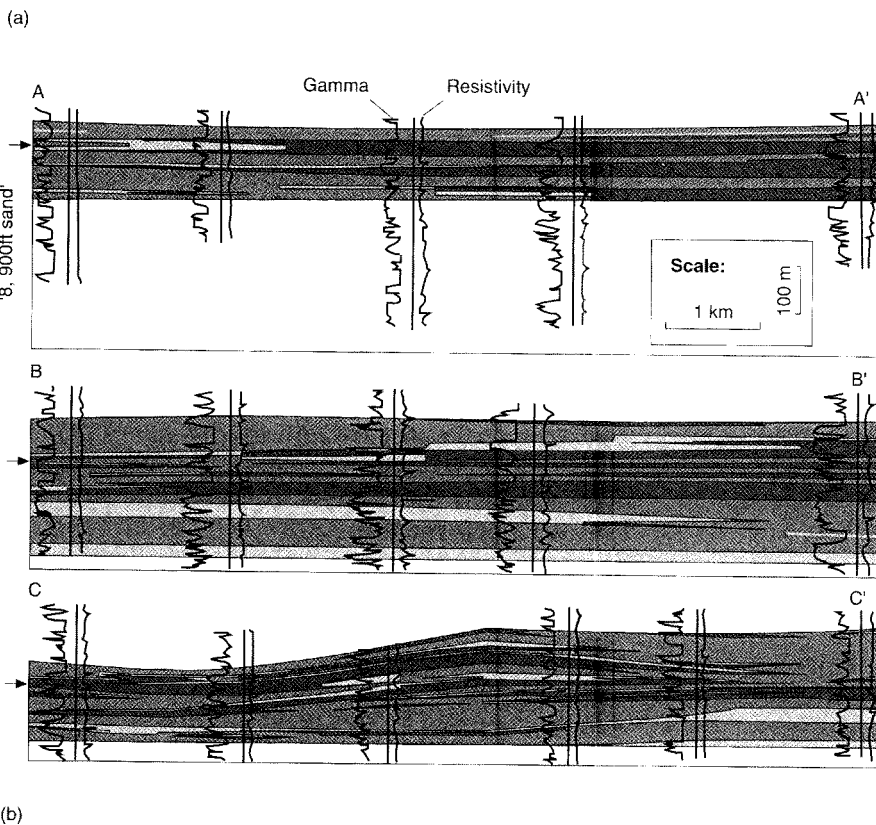 (a)
Gamma Resistivity
A A'
'8, 900ft sand'
Scale:
100 m
1 km
B B'
C C'
(b)